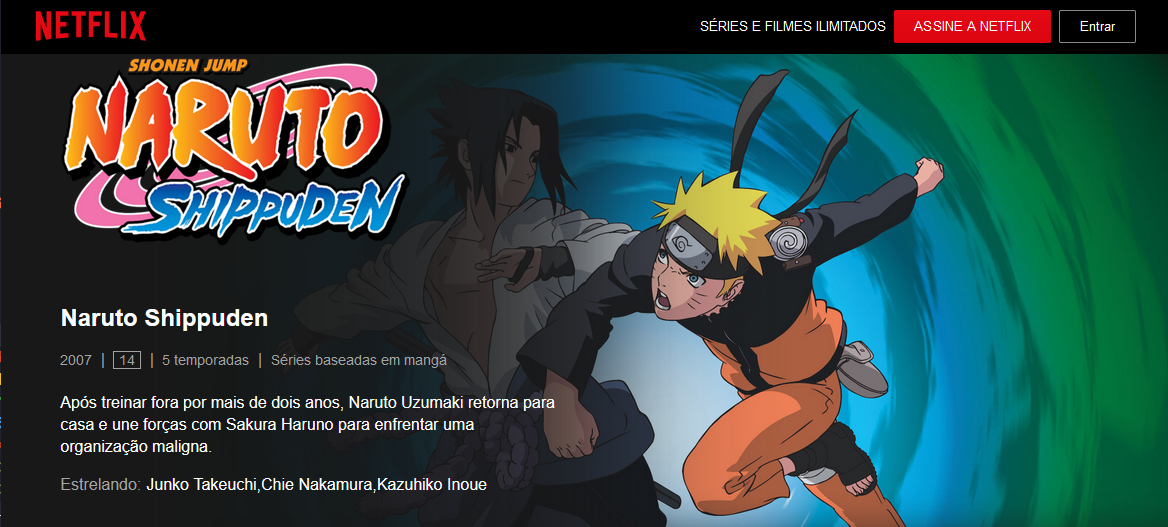 NETFLIX
SÉRIES E FILMES ILIMITADOS
ASSINE A NETFLIX
Entrar
SHONEN JUMP
NARUTO
SHIPPUDEN
Naruto Shippuden
2007 | 14 | 5 temporadas | Séries baseadas em mangá
Após treinar fora por mais de dois anos, Naruto Uzumaki retorna para
casa e une forças com Sakura Haruno para enfrentar uma
organização maligna.
Estrelando: Junko Takeuchi,Chie Nakamura,Kazuhiko Inoue